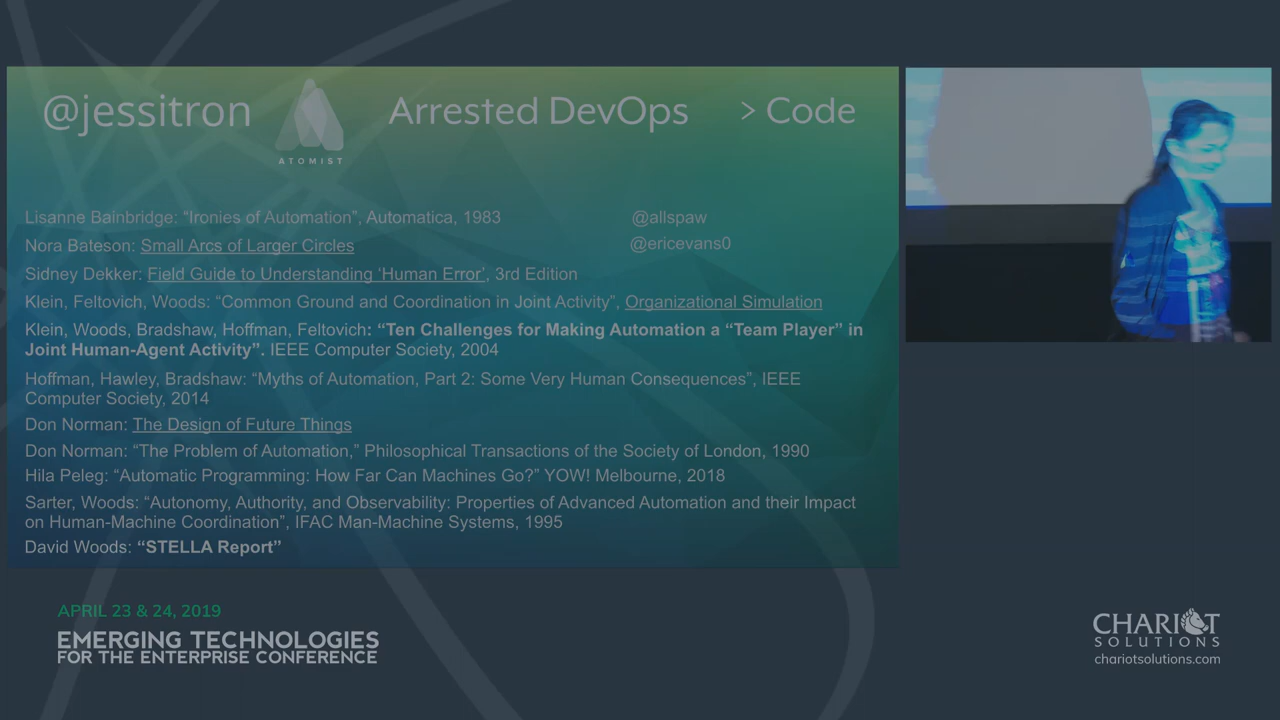 @jessitron
ATOMIST
Arrested DevOps
> Code
Lisanne Bainbridge: “Ironies of Automation”, Automatica, 1983
@allspaw
Nora Bateson: Small Arcs of Larger Circles
@ericevans0
Sidney Dekker: Field Guide to Understanding ‘Human Error’, 3rd Edition
Klein, Feltovich, Woods: “Common Ground and Coordination in Joint Activity”, Organizational Simulation
Klein, Woods, Bradshaw, Hoffman, Feltovich: “Ten Challenges for Making Automation a “Team Player” in
Joint Human-Agent Activity”. IEEE Computer Society, 2004
Hoffman, Hawley, Bradshaw: “Myths of Automation, Part 2: Some Very Human Consequences”, IEEE
Computer Society, 2014
Don Norman: The Design of Future Things
Don Norman: “The Problem of Automation,” Philosophical Transactions of the Society of London, 1990
Hila Peleg: “Automatic Programming: How Far Can Machines Go?” YOW! Melbourne, 2018
Sarter, Woods: “Autonomy, Authority, and Observability: Properties of Advanced Automation and their Impact
on Human-Machine Coordination”, IFAC Man-Machine Systems, 1995
David Woods: “STELLA Report”
APRIL 23 & 24, 2019
EMERGING TECHNOLOGIES
FOR THE ENTERPRISE CONFERENCE
CHARIOT
SOLUTIONS
chariotsolutions.com